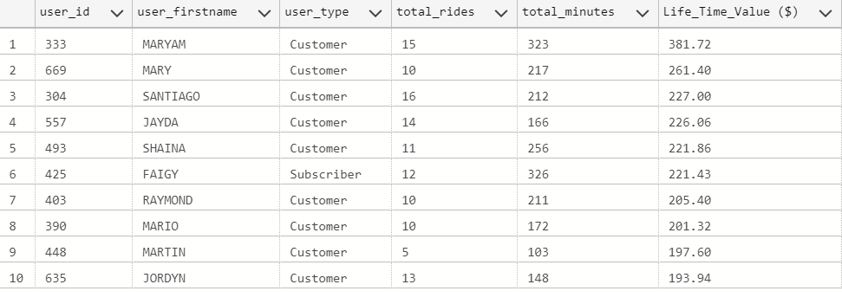 user_id user_firstname user_type total_rides total_minutes Life_Time_Value ($)
1 333 MARYAM Customer 15 323 381.72
2 669 MARY Customer 10 217 261.40
3 304 SANTIAGO Customer 16 212 227.00
4 557 JAYDA Customer 14 166 226.06
5 493 SHAINA Customer 11 256 221.86
6 425 FAIGY Subscriber 12 326 221.43
7 403 RAYMOND Customer 10 211 205.40
8 390 MARIO Customer 10 172 201.32
9 448 MARTIN Customer 5 103 197.60
10 635 JORDYN Customer 13 148 193.94